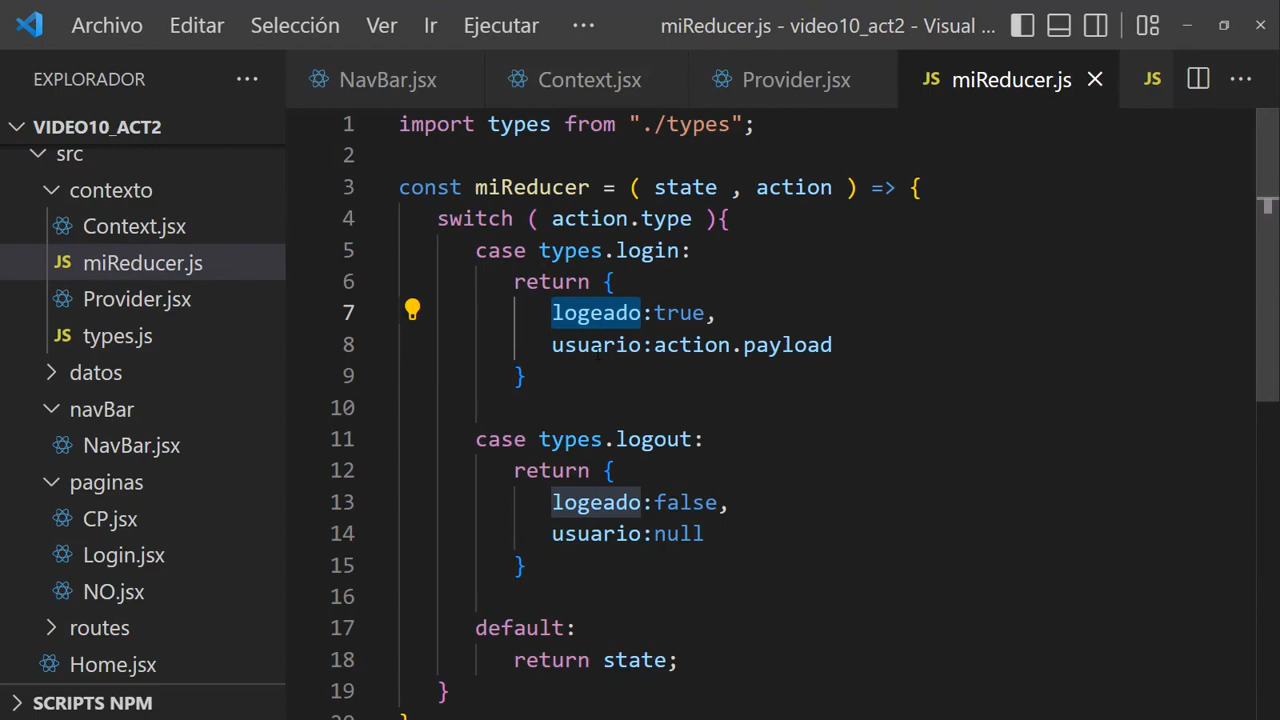 Archivo Editar Selección Ver Ir Ejecutar ··· miReducer.js - video10_act2 - Visual ...
EXPLORADOR ···
NavBar.jsx Context.jsx Provider.jsx JS miReducer.js JS ···
VIDEO10_ACT2
src
contexto
Context.jsx
JS miReducer.js
Provider.jsx
JS types.js
datos
navBar
NavBar.jsx
paginas
CP.jsx
Login.jsx
NO.jsx
routes
Home.jsx
SCRIPTS NPM
1 import types from "./types";
2
3 const miReducer = ( state , action ) => {
4 switch ( action.type ){
5 case types.login:
6 return {
7 logeado:true,
8 usuario:action.payload
9 }
10
11 case types.logout:
12 return {
13 logeado:false,
14 usuario:null
15 }
16
17 default:
18 return state;
19 }